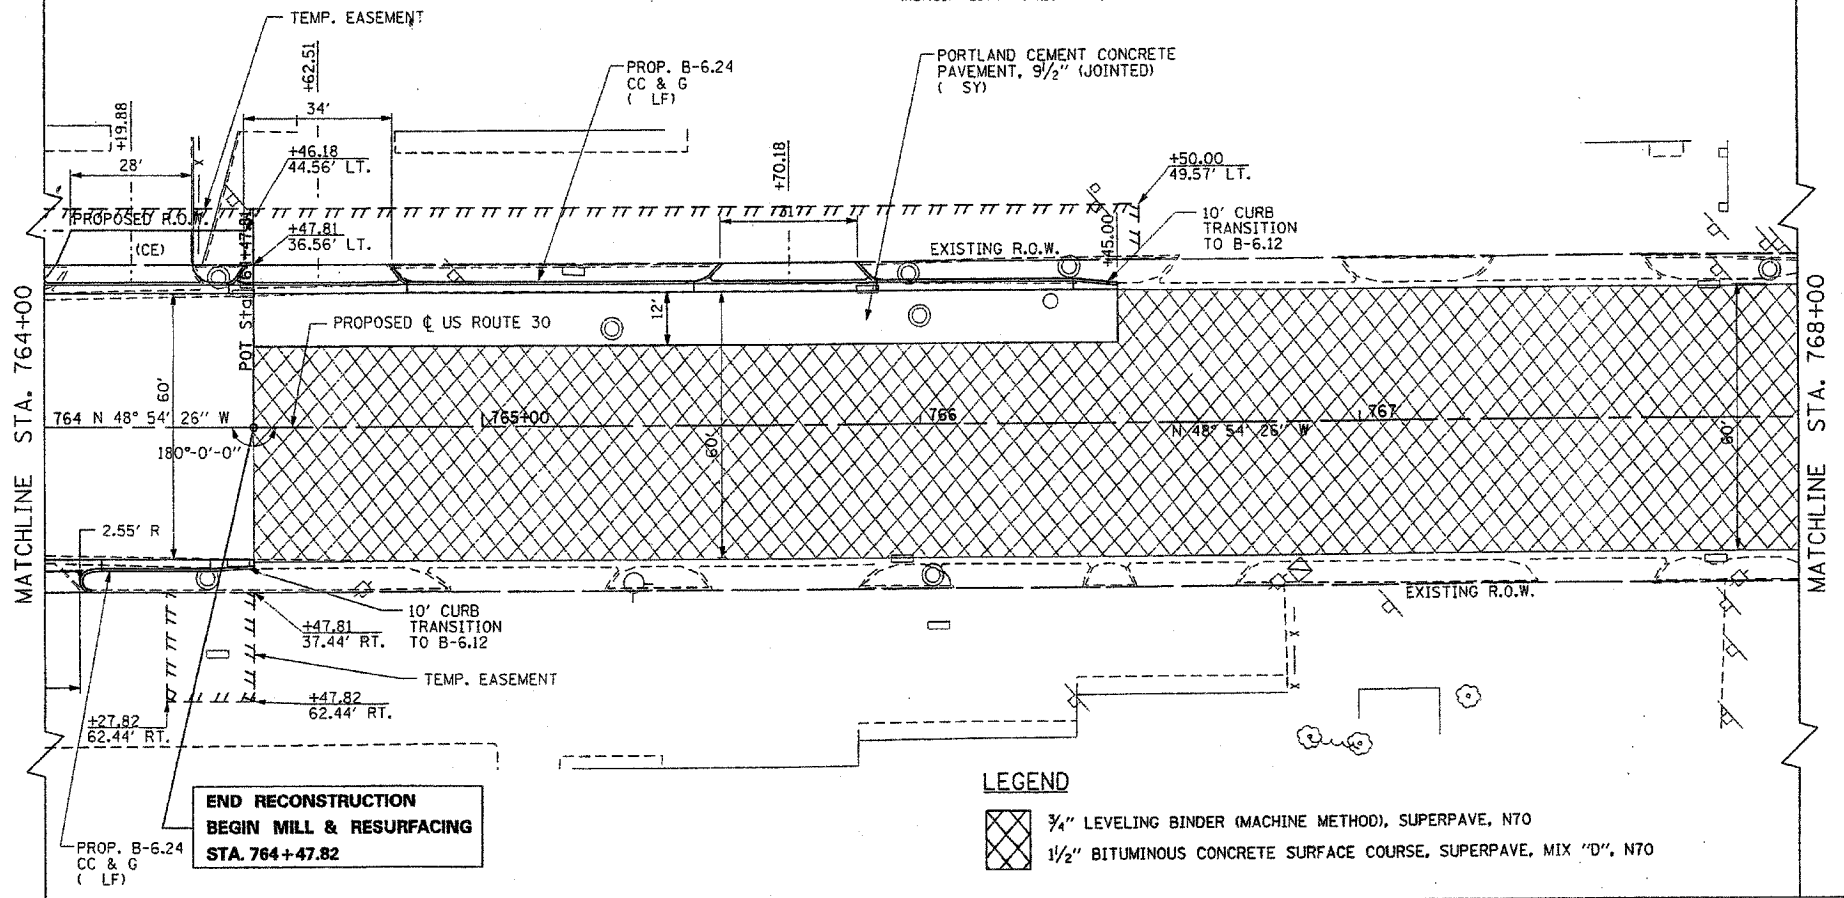 TEMP. EASEMENT
+62.51
34'
PROP. B-6.24
CC & G
( LF)
PORTLAND CEMENT CONCRETE
PAVEMENT, 9½" (JOINTED)
( SY)
+19.88
28'
+46.18
44.56' LT.
+70.18
31'
+50.00
49.57' LT.
PROPOSED R.O.W.
(CE)
+47.81
36.56' LT.
+45.00
10' CURB
TRANSITION
TO B-6.12
EXISTING R.O.W.
MATCHLINE STA. 764+00
MATCHLINE STA. 768+00
PROPOSED ℄ US ROUTE 30
12'
60'
60'
60'
764 N 48° 54' 26" W
765+00
766
767
N 48° 54' 26" W
180°-0'-0"
2.55' R
10' CURB
TRANSITION
TO B-6.12
+47.81
37.44' RT.
EXISTING R.O.W.
TEMP. EASEMENT
+47.82
62.44' RT.
+27.82
62.44' RT.
END RECONSTRUCTION
BEGIN MILL & RESURFACING
STA. 764+47.82
PROP. B-6.24
CC & G
( LF)
LEGEND
¾" LEVELING BINDER (MACHINE METHOD), SUPERPAVE, N70
1½" BITUMINOUS CONCRETE SURFACE COURSE, SUPERPAVE, MIX "D", N70